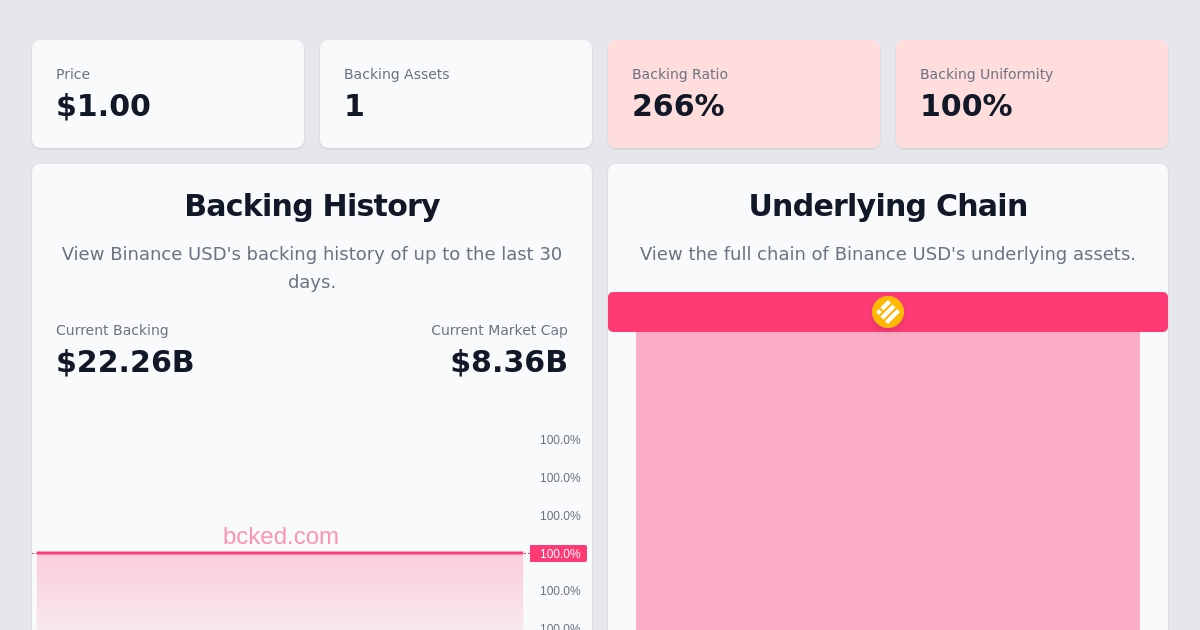 Price
$1.00
Backing Assets
1
Backing Ratio
266%
Backing Uniformity
100%
Backing History
View Binance USD's backing history of up to the last 30
days.
Current Backing
$22.26B
Current Market Cap
$8.36B
100.0%
100.0%
100.0%
bcked.com
100.0%
100.0%
100.0%
Underlying Chain
View the full chain of Binance USD's underlying assets.